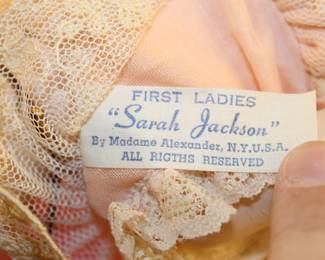 FIRST LADIES
"Sarah Jackson"
By Madame Alexander, N.Y.U.S.A.
ALL RIGTHS RESERVED